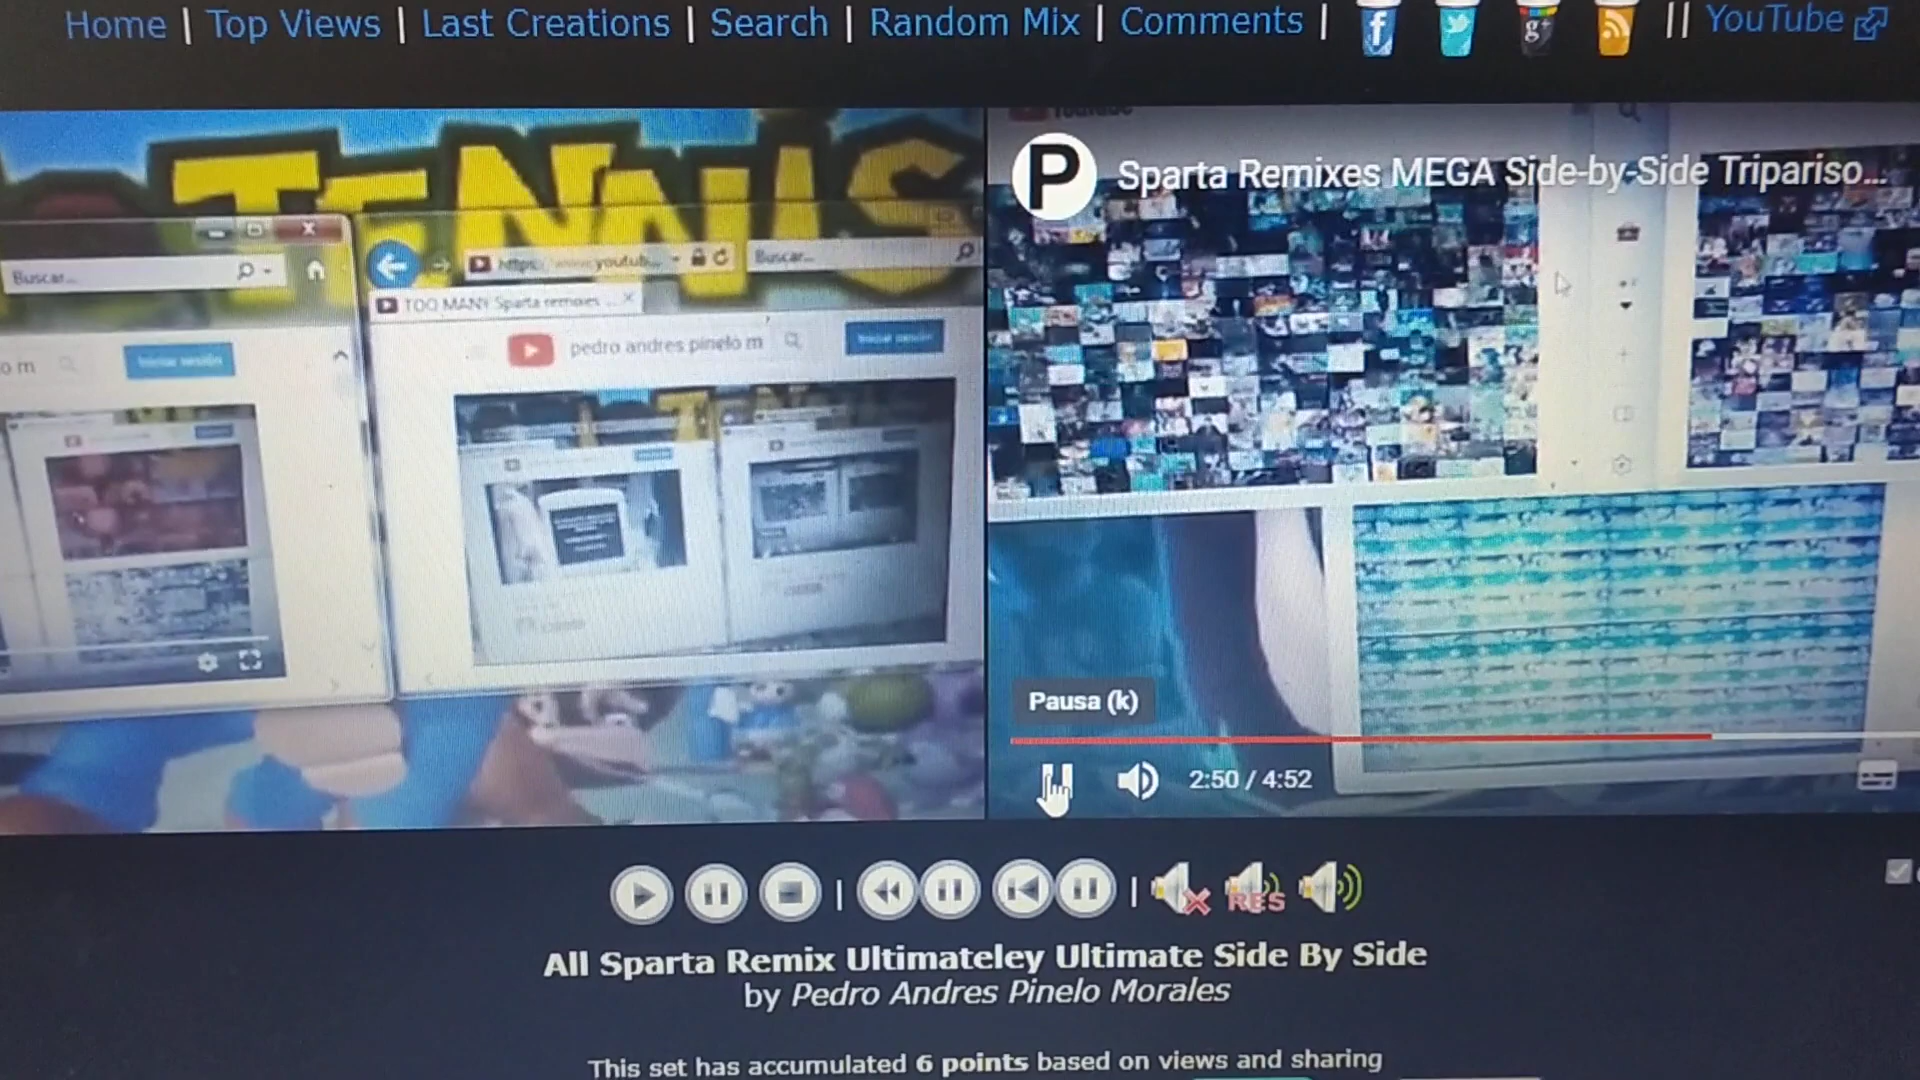 Home | Top Views | Last Creations | Search | Random Mix | Comments | || YouTube
TENNIS
Buscar...
Buscar...
TOO MANY Sparta remixes ...
o m
pedro andres pinelo m
P
Sparta Remixes MEGA Side-by-Side Tripariso...
Pausa (k)
2:50 / 4:52
RES
All Sparta Remix Ultimateley Ultimate Side By Side
by Pedro Andres Pinelo Morales
This set has accumulated 6 points based on views and sharing